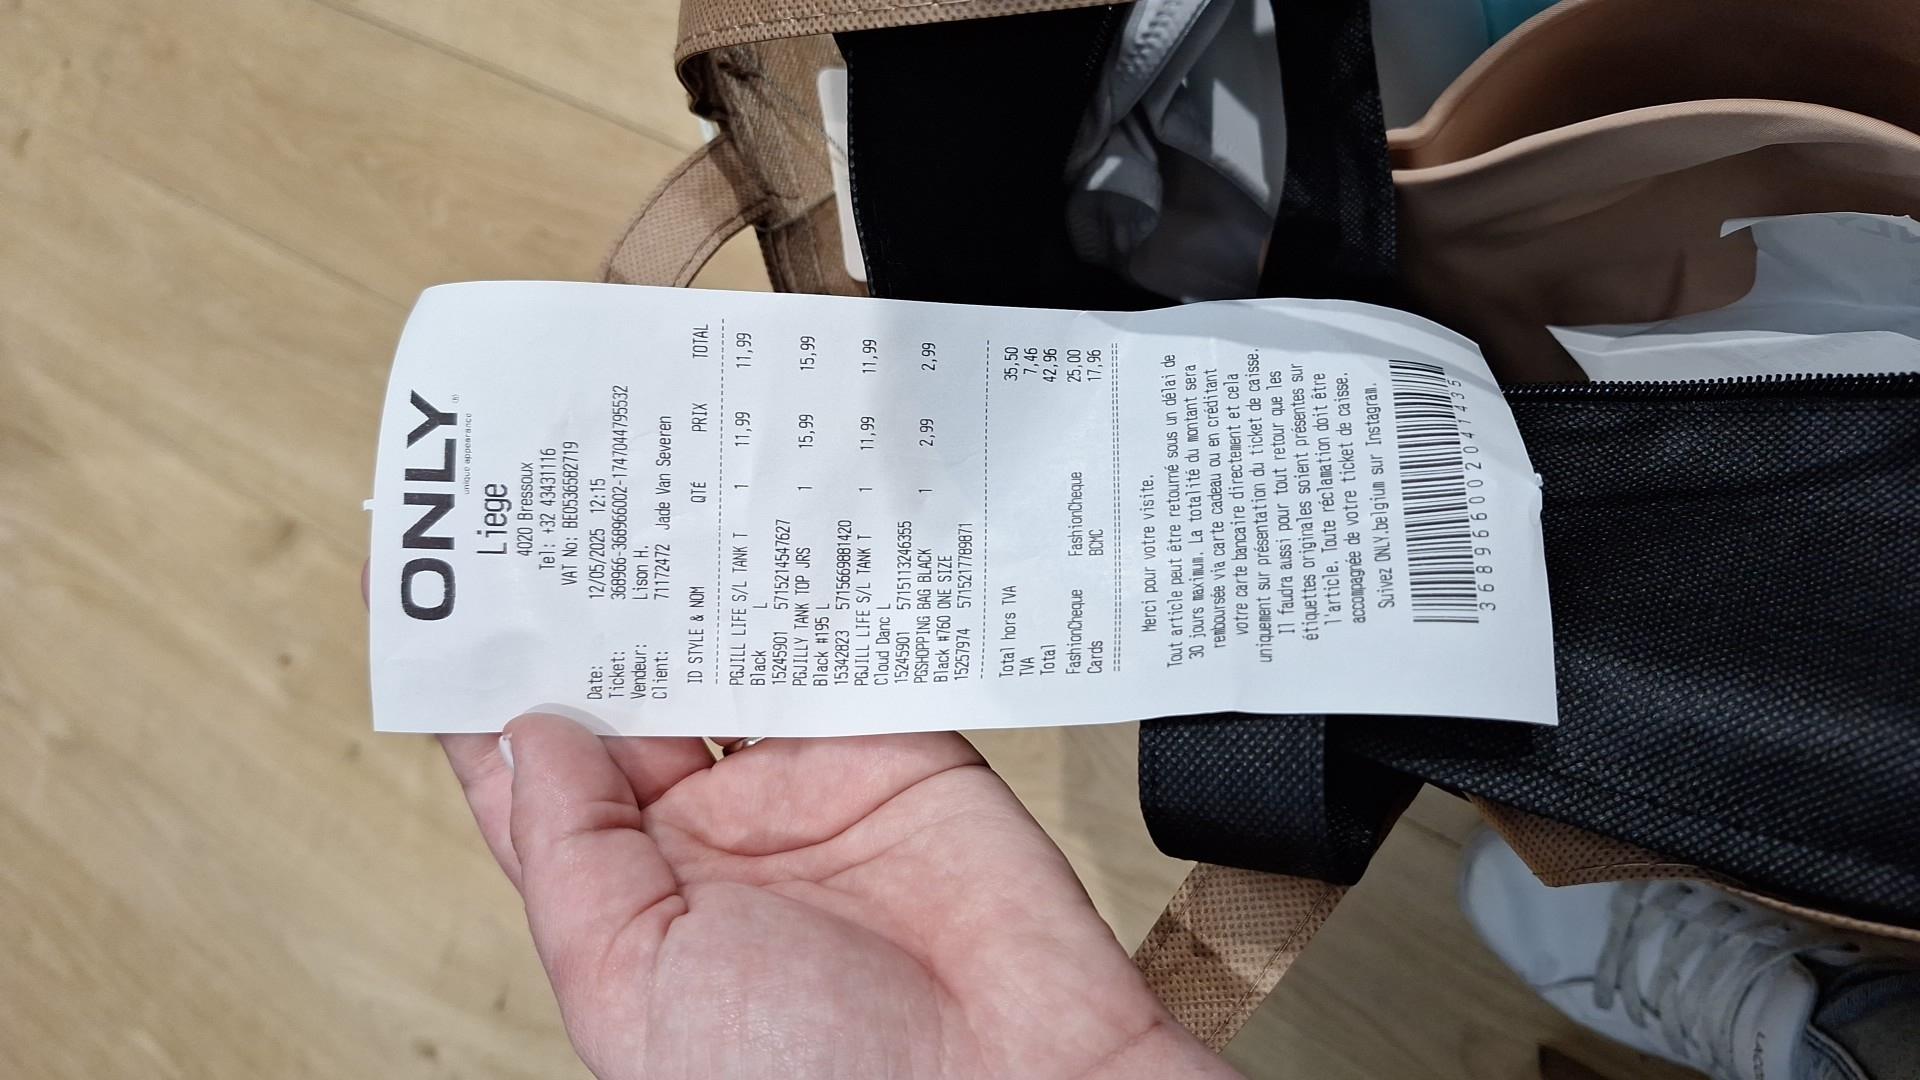 ONLY
unique appearance
Liege
4020 Bressoux
Tel: +32 43431116
VAT No: BE0536582719
Date: 12/05/2025 12:15
Ticket: 368966-368966002-1747044795532
Vendeur: Lison H.
Client: 71172472 Jade Van Severen
ID STYLE & NOM QTÉ PRIX TOTAL
PGJILL LIFE S/L TANK T 1 11,99 11,99
Black L
15245901 5715214547627
PGJILLY TANK TOP JRS 1 15,99 15,99
Black #195 L
15342823 5715669881420
PGJILL LIFE S/L TANK T 1 11,99 11,99
Cloud Danc L
15245901 5715113246355
PGSHOPPING BAG BLACK 1 2,99 2,99
Black #760 ONE SIZE
15257974 5715217789871
Total hors TVA 35,50
TVA 7,46
Total 42,96
FashionCheque FashionCheque 25,00
Cards BCMC 17,96
Merci pour votre visite.
Tout article peut être retourné sous un délai de
30 jours maximum. La totalité du montant sera
remboursée via carte cadeau ou en créditant
votre carte bancaire directement et cela
uniquement sur présentation du ticket de caisse.
Il faudra aussi pour tout retour que les
étiquettes originales soient présentes sur
l'article. Toute réclamation doit être
accompagnée de votre ticket de caisse.
Suivez ONLY.belgium sur Instagram.
368966002041435